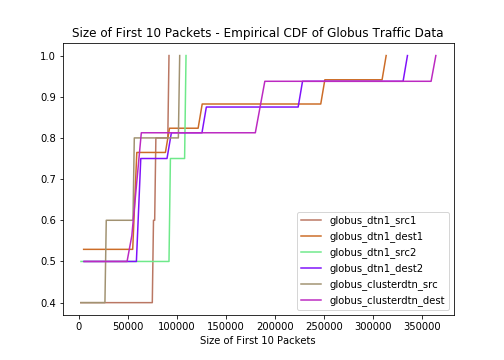 Size of First 10 Packets - Empirical CDF of Globus Traffic Data
1.0
0.9
0.8
0.7
0.6
0.5
0.4
globus_dtn1_src1
globus_dtn1_dest1
globus_dtn1_src2
globus_dtn1_dest2
globus_clusterdtn_src
globus_clusterdtn_dest
0 50000 100000 150000 200000 250000 300000 350000
Size of First 10 Packets